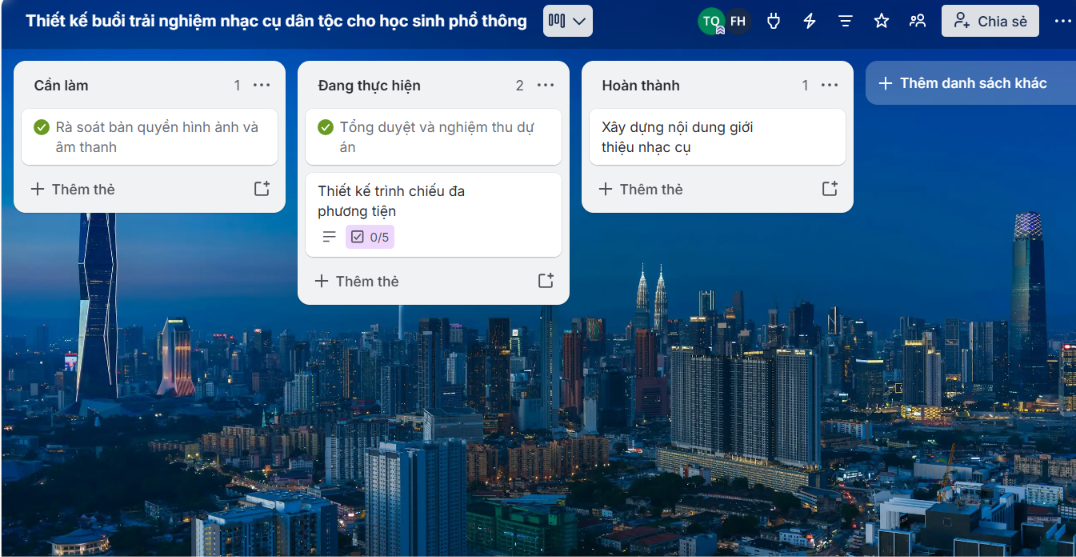 Thiết kế buổi trải nghiệm nhạc cụ dân tộc cho học sinh phổ thông
TQ
FH
Chia sẻ
Cần làm
1
Rà soát bản quyền hình ảnh và
âm thanh
Thêm thẻ
Đang thực hiện
2
Tổng duyệt và nghiệm thu dự
án
Thiết kế trình chiếu đa
phương tiện
0/5
Thêm thẻ
Hoàn thành
1
Xây dựng nội dung giới
thiệu nhạc cụ
Thêm thẻ
Thêm danh sách khác